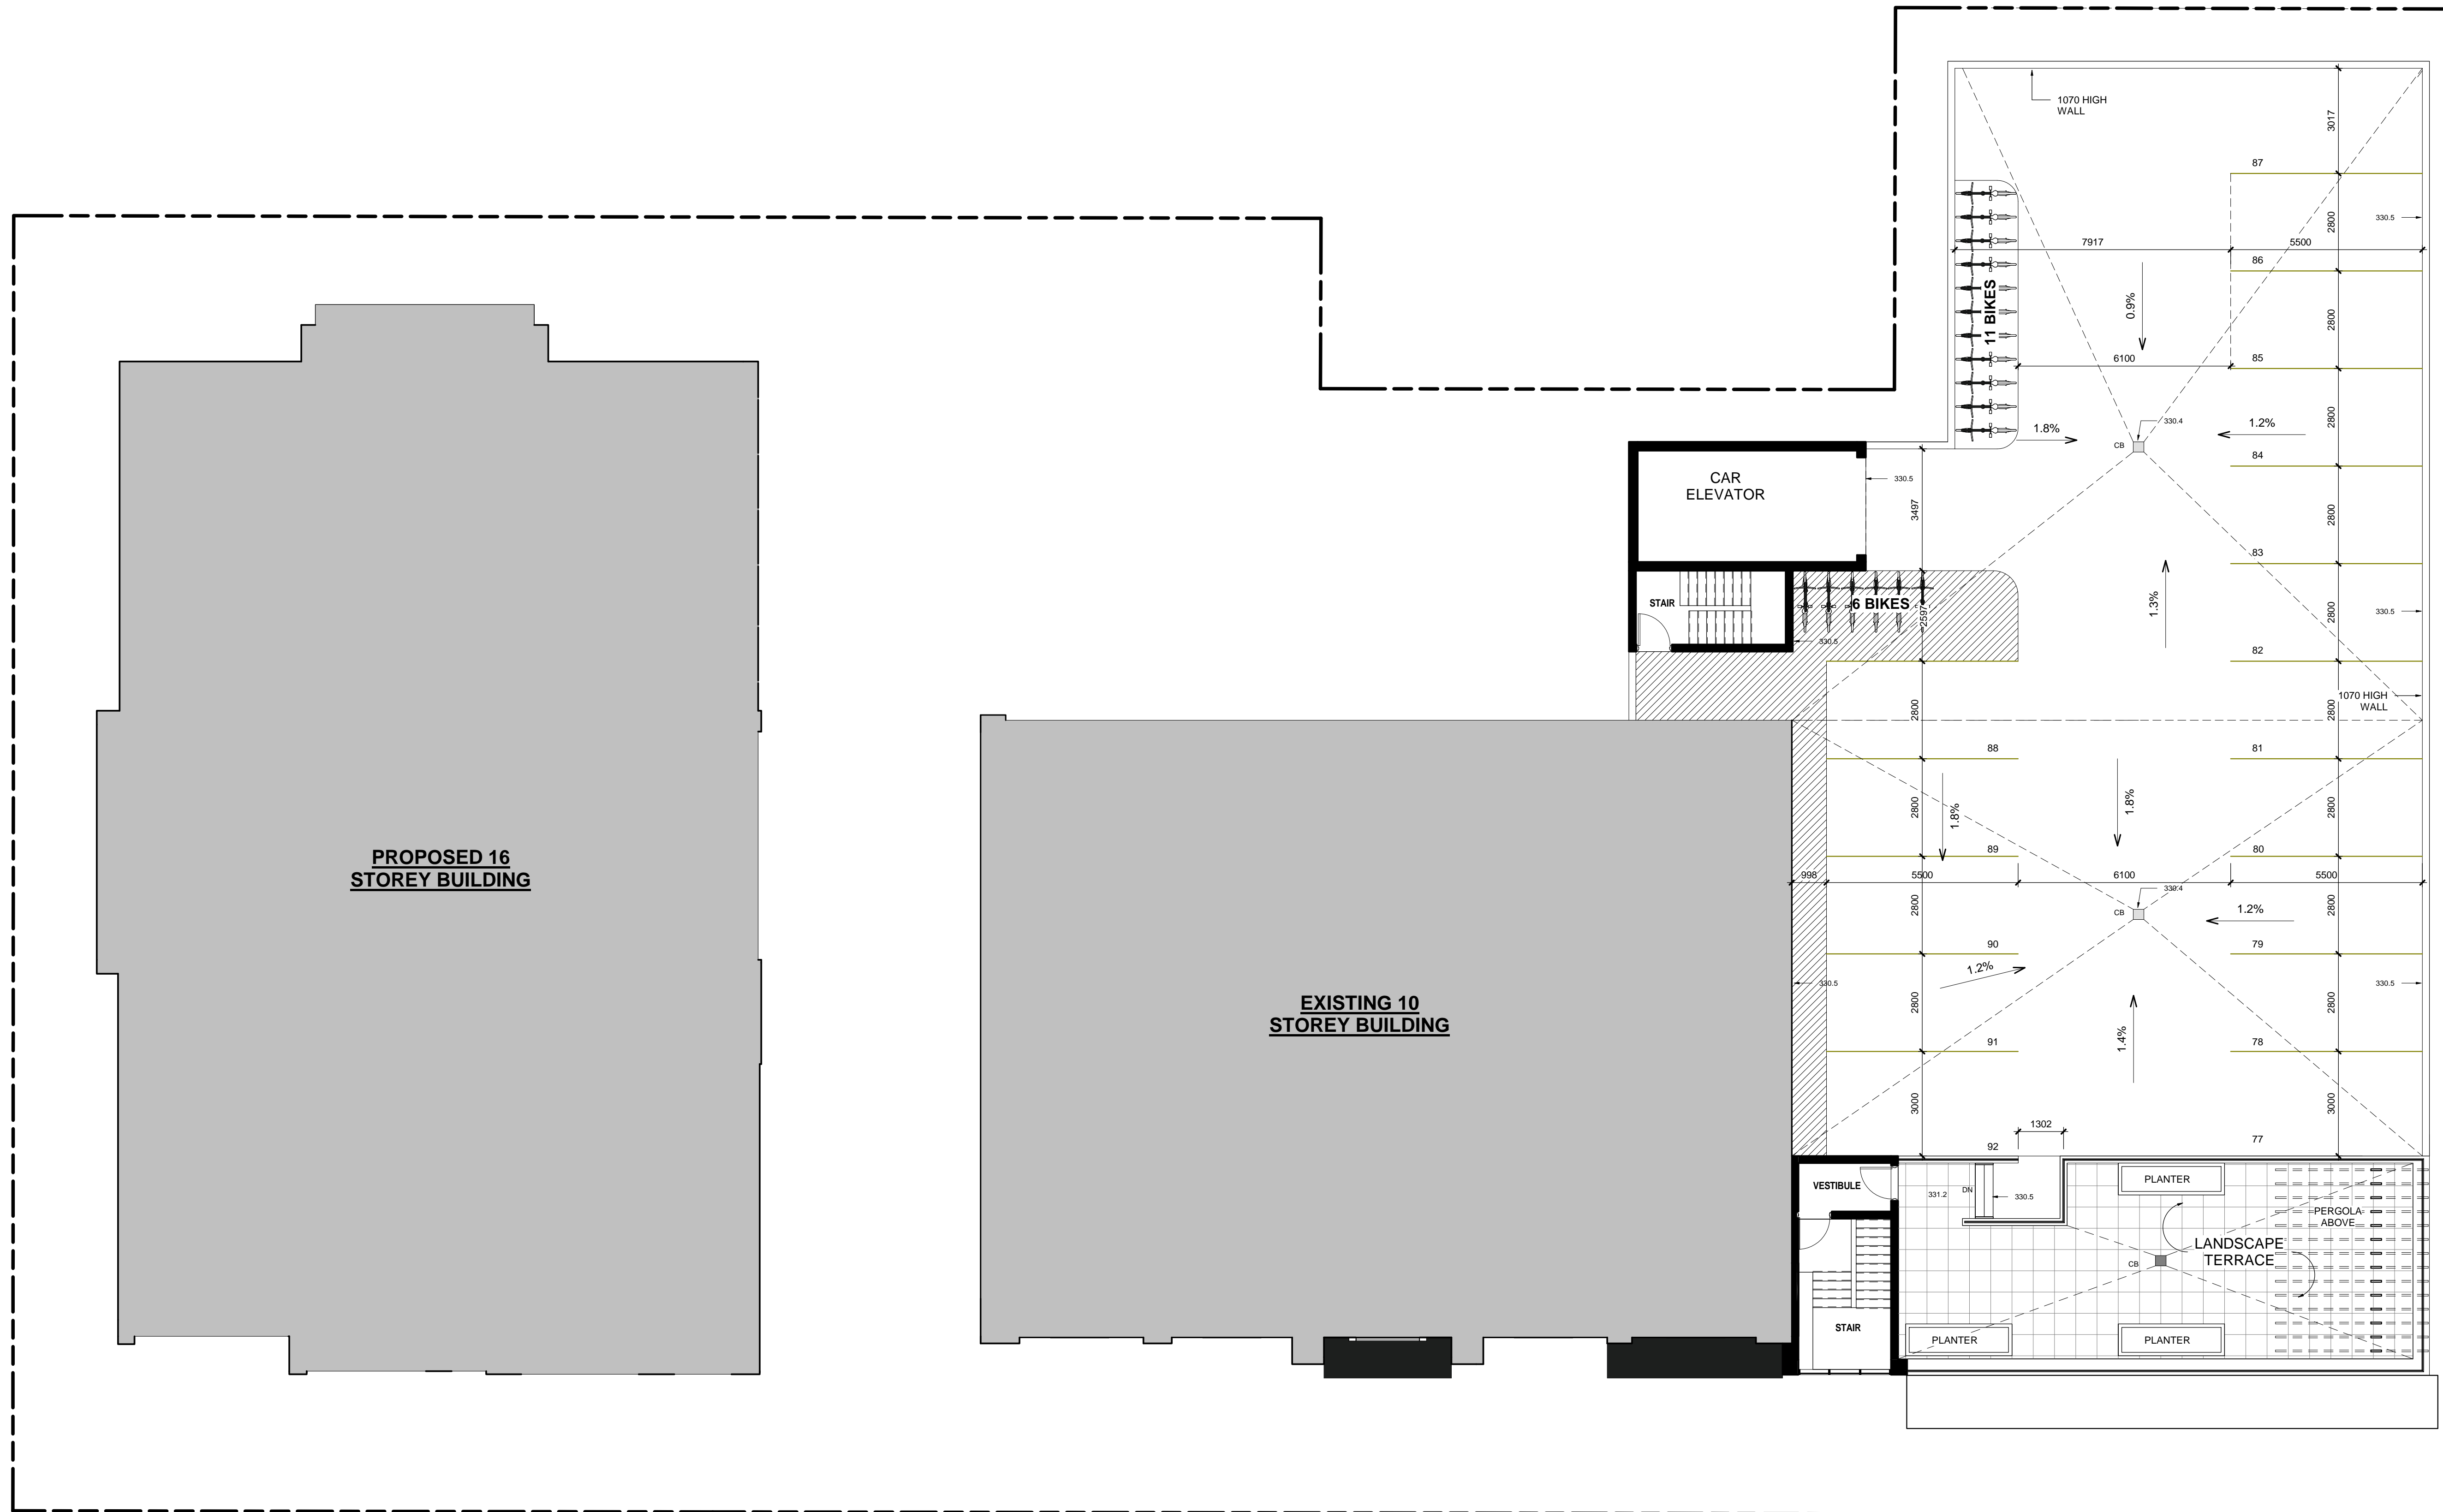 1070 HIGH
WALL
3017
87
2800
330.5
7917
5500
86
11 BIKES
0.9%
2800
6100
85
1.8%
CB
330.4
1.2%
2800
84
CAR
ELEVATOR
330.5
3497
2800
83
STAIR
6 BIKES
2597
1.3%
2800
330.5
330.5
82
1070 HIGH
WALL
2800
2800
88
81
PROPOSED 16
STOREY BUILDING
2800
1.8%
1.8%
2800
89
80
998
5500
6100
5500
CB
330.4
1.2%
2800
2800
90
79
1.2%
EXISTING 10
STOREY BUILDING
330.5
2800
2800
330.5
91
1.4%
78
3000
1302
3000
92
77
VESTIBULE
331.2
DN
330.5
PLANTER
PERGOLA
ABOVE
LANDSCAPE
TERRACE
CB
STAIR
PLANTER
PLANTER